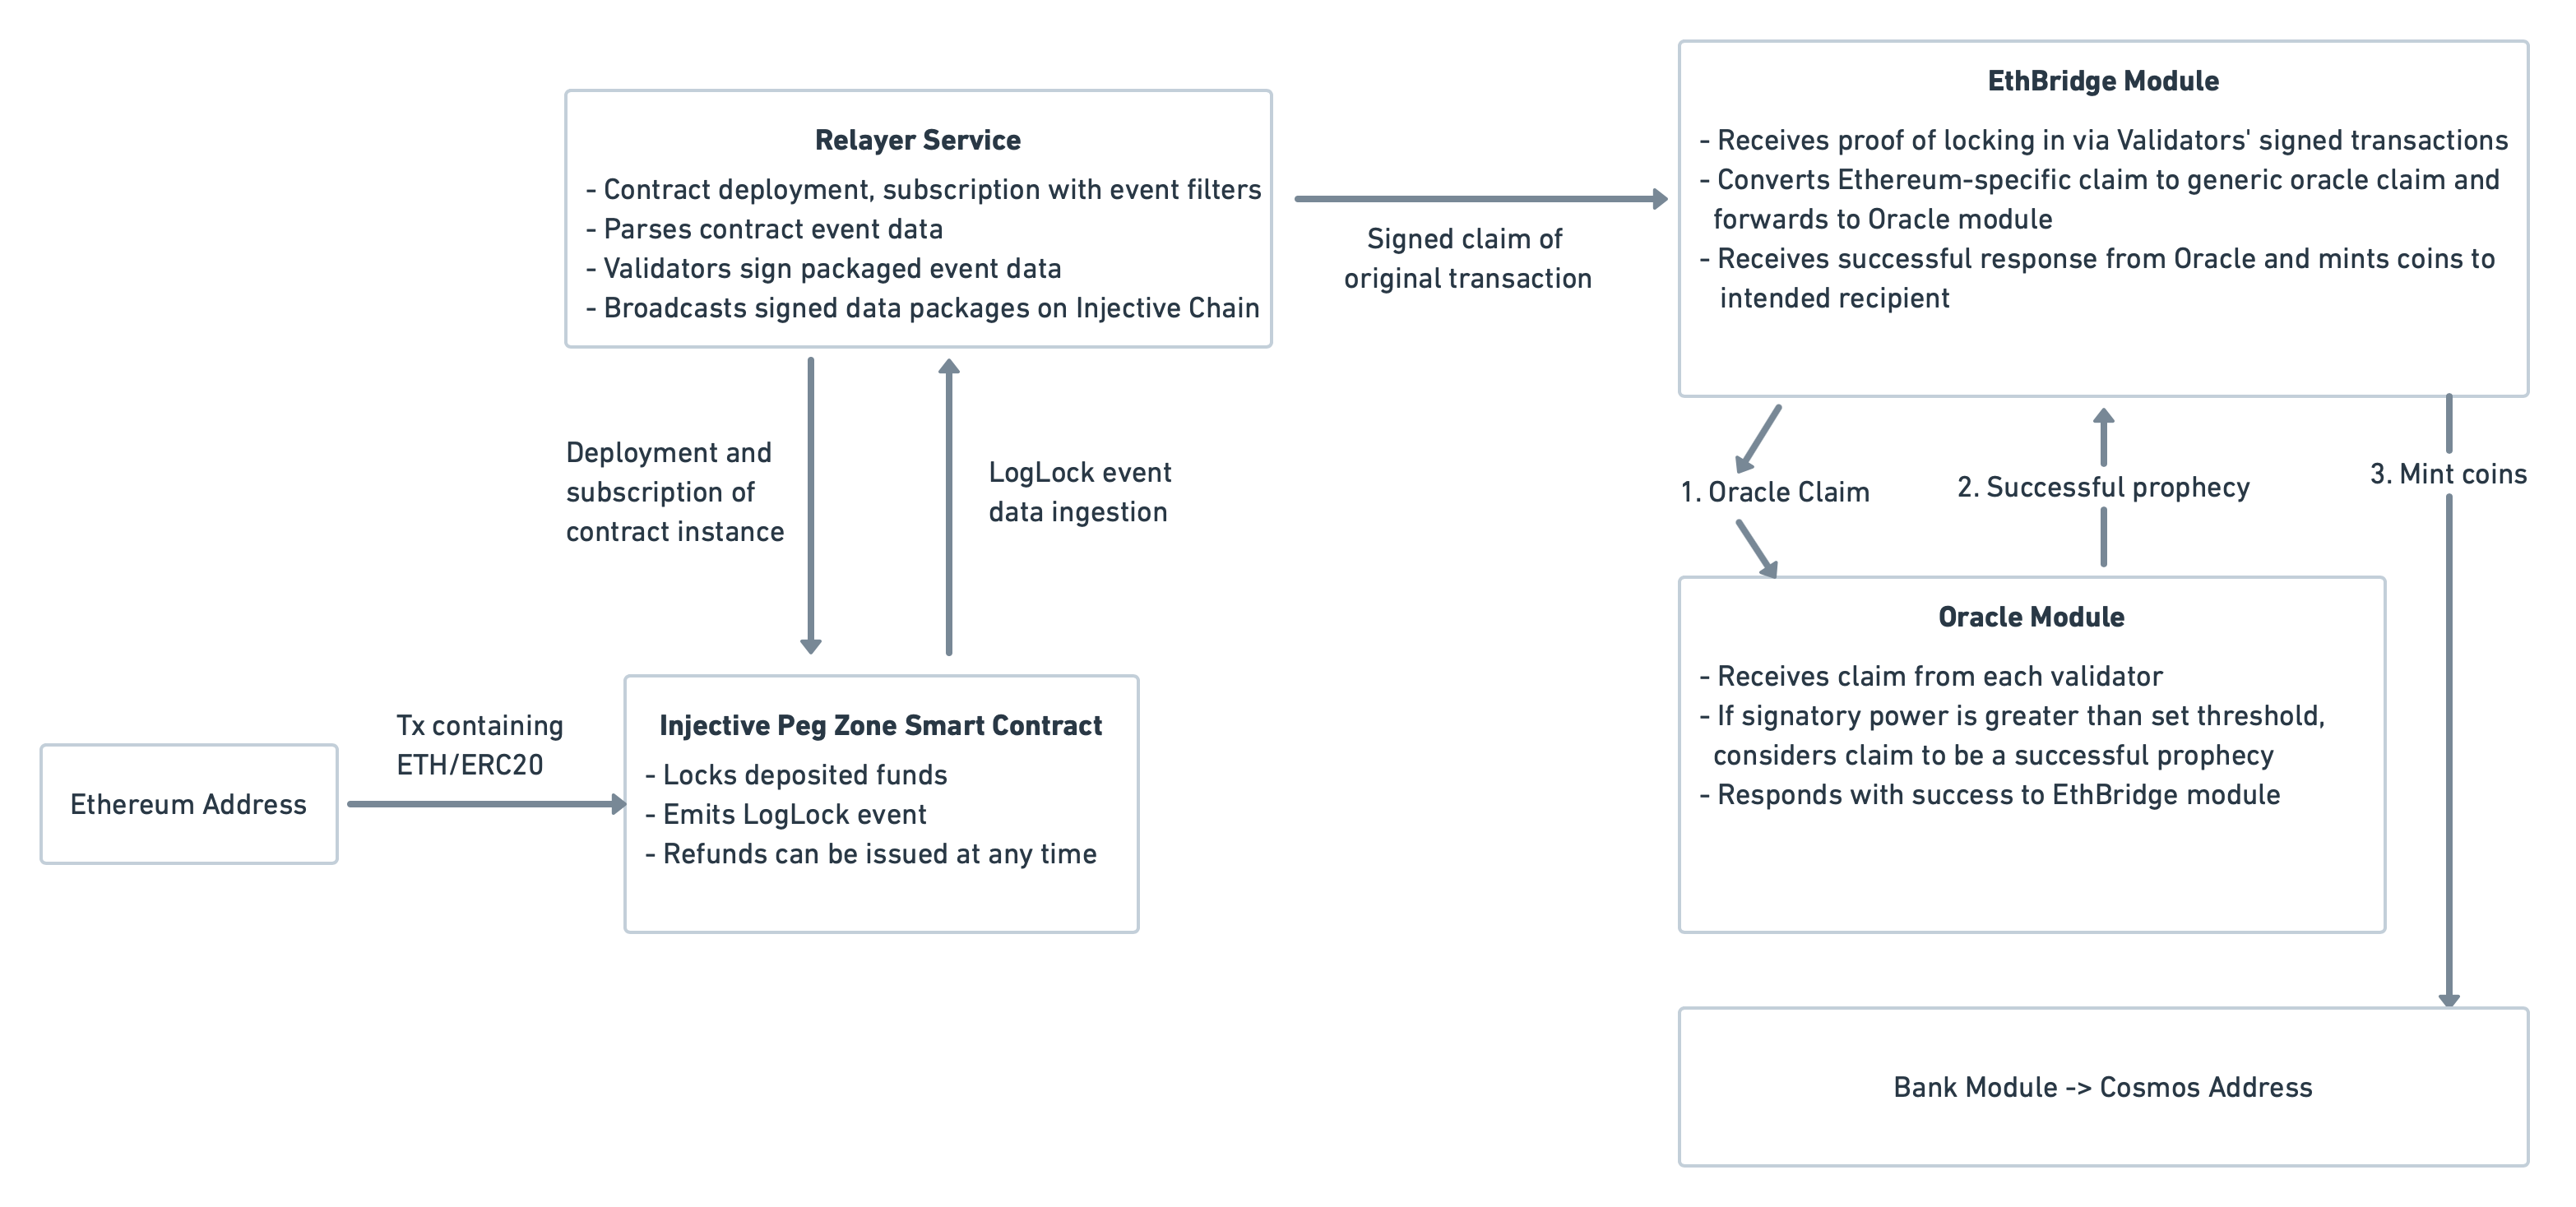 Relayer Service
- Contract deployment, subscription with event filters
- Parses contract event data
- Validators sign packaged event data
- Broadcasts signed data packages on Injective Chain
Signed claim of
original transaction
EthBridge Module
- Receives proof of locking in via Validators' signed transactions
- Converts Ethereum-specific claim to generic oracle claim and
forwards to Oracle module
- Receives successful response from Oracle and mints coins to
intended recipient
Deployment and
subscription of
contract instance
LogLock event
data ingestion
1. Oracle Claim
2. Successful prophecy
3. Mint coins
Ethereum Address
Tx containing
ETH/ERC20
Injective Peg Zone Smart Contract
- Locks deposited funds
- Emits LogLock event
- Refunds can be issued at any time
Oracle Module
- Receives claim from each validator
- If signatory power is greater than set threshold,
considers claim to be a successful prophecy
- Responds with success to EthBridge module
Bank Module -> Cosmos Address